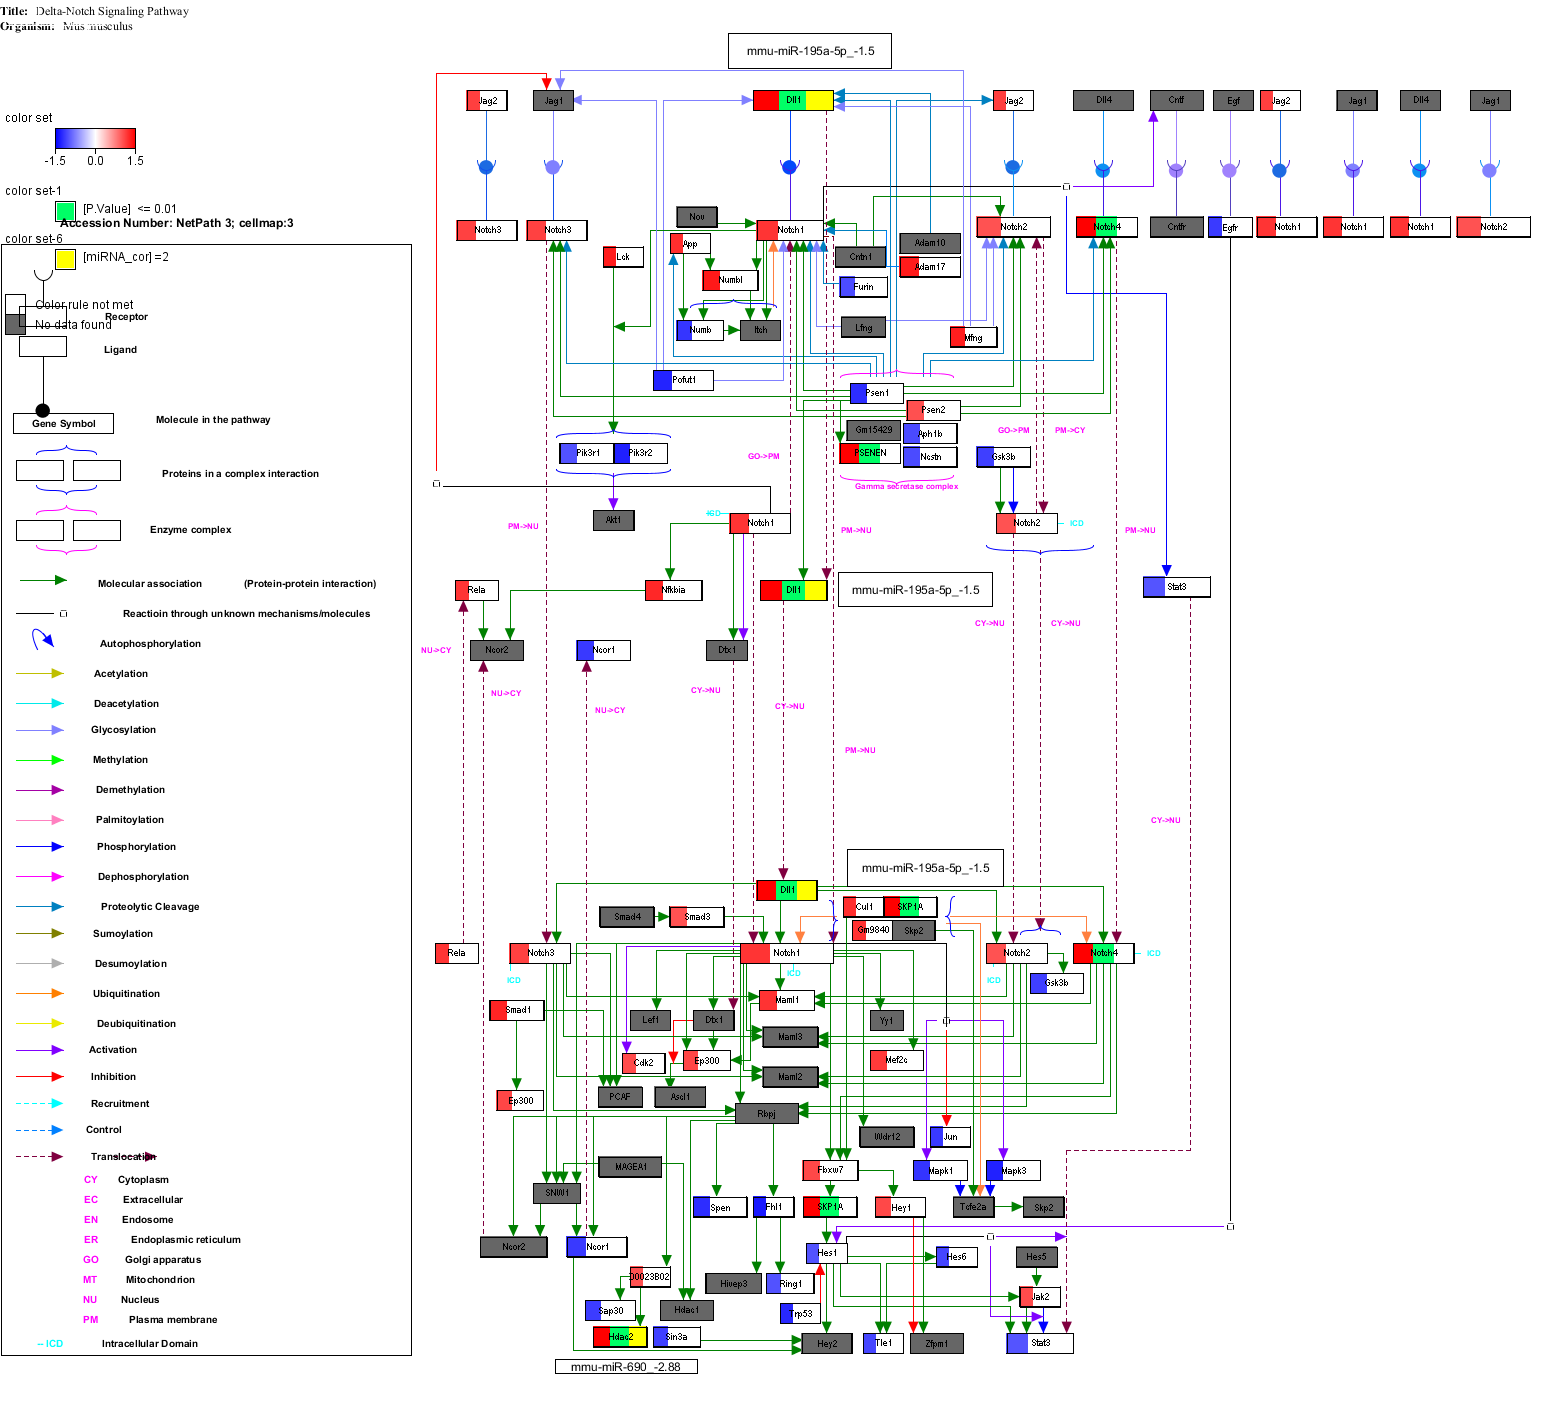 Title: Delta-Notch Signaling Pathway
Organism: Mus musculus
mmu-miR-195a-5p_-1.5
color set
-1.5 0.0 1.5
color set-1
[P.Value] <= 0.01
Accession Number: NetPath 3; cellmap:3
color set-6
[miRNA_cor] =2
Color rule not met
Receptor
No data found
Ligand
Gene Symbol
Molecule in the pathway
Proteins in a complex interaction
Enzyme complex
Molecular association (Protein-protein interaction)
Reactioin through unknown mechanisms/molecules
Autophosphorylation
Acetylation
Deacetylation
Glycosylation
Methylation
Demethylation
Palmitoylation
Phosphorylation
Dephosphorylation
Proteolytic Cleavage
Sumoylation
Desumoylation
Ubiquitination
Deubiquitination
Activation
Inhibition
Recruitment
Control
Translocation
CY Cytoplasm
EC Extracellular
EN Endosome
ER Endoplasmic reticulum
GO Golgi apparatus
MT Mitochondrion
NU Nucleus
PM Plasma membrane
-- ICD Intracellular Domain
Jag2 Jag1 Dll1 Jag2 Dll4 Cntf Egf Jag2 Jag1 Dll4 Jag1
Nov
Notch3 Notch3 Notch1 Notch2 Notch4 Cntfr Egfr Notch1 Notch1 Notch1 Notch2
Lck App Cntn1 Adam10
Adam17
Numbl Furin
Numb Itch Lfng Mfng
Pofut1 Psen1
Psen2
Gm15429 Aph1b GO->PM PM->CY
Pik3r1 Pik3r2 GO->PM PSENEN Ncstn Gsk3b
Gamma secretase complex
Akt1 ICD Notch1 Notch2 ICD
PM->NU PM->NU PM->NU
Rela Nfkbia Dll1 mmu-miR-195a-5p_-1.5 Stat3
CY->NU CY->NU
NU->CY Ncor2 Ncor1 Dtx1
NU->CY NU->CY CY->NU CY->NU
PM->NU
CY->NU
mmu-miR-195a-5p_-1.5
Dll1
Smad4 Smad3 Cul1 SKP1A
Gm9840 Skp2
Rela Notch3 Notch1 Notch2 Notch4 ICD
ICD ICD ICD Gsk3b
Smad1 Maml1
Lef1 Dtx1 Yy1
Maml3
Cdk2 Ep300 Mef2c
Maml2
Ep300 PCAF Ascl1
Rbpj
Wdr12 Jun
MAGEA1 Fbxw7 Mapk1 Mapk3
SNW1
Spen Fhl1 SKP1A Hey1 Tcfe2a Skp2
Ncor2 Ncor1 Hes1 Hes6 Hes5
D0023B02 Hivep3 Ring1
Jak2
Sap30 Hdac1 Trp53
Hdac2 Sin3a Hey2 Tle1 Zfpm1 Stat3
mmu-miR-690_-2.88